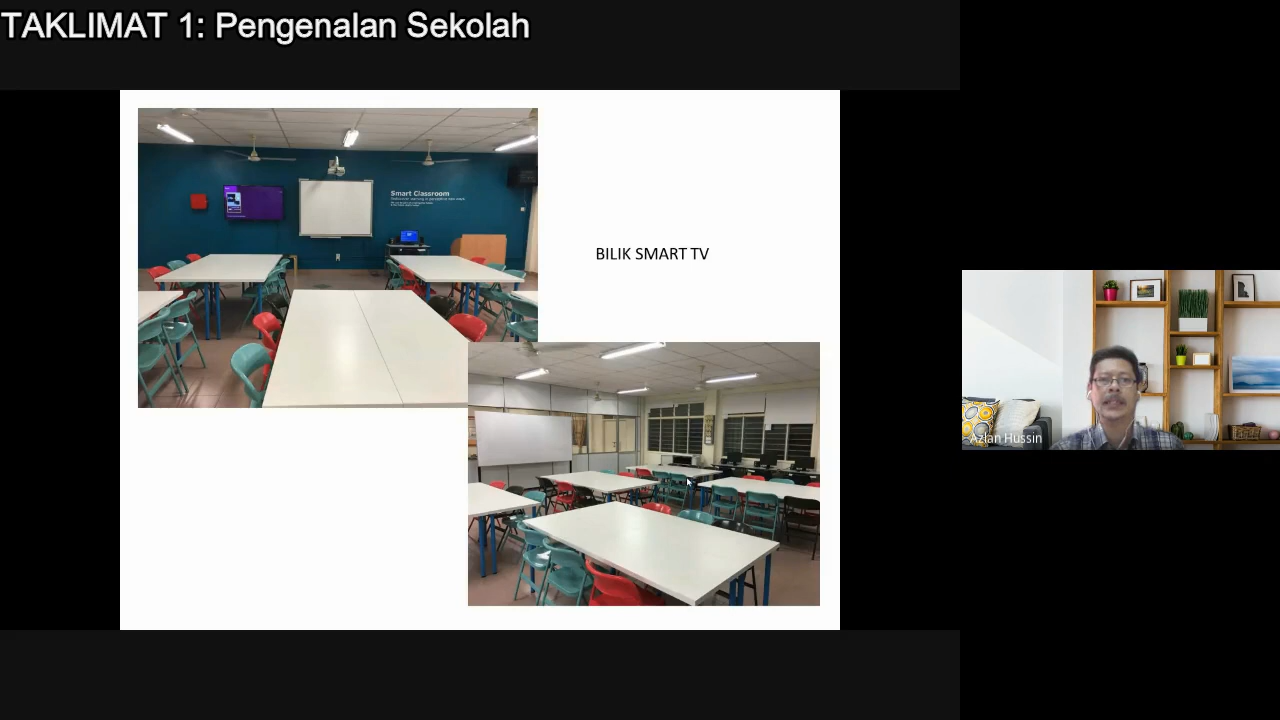 TAKLIMAT 1: Pengenalan Sekolah
Smart Classroom
BILIK SMART TV
Azlan Hussin